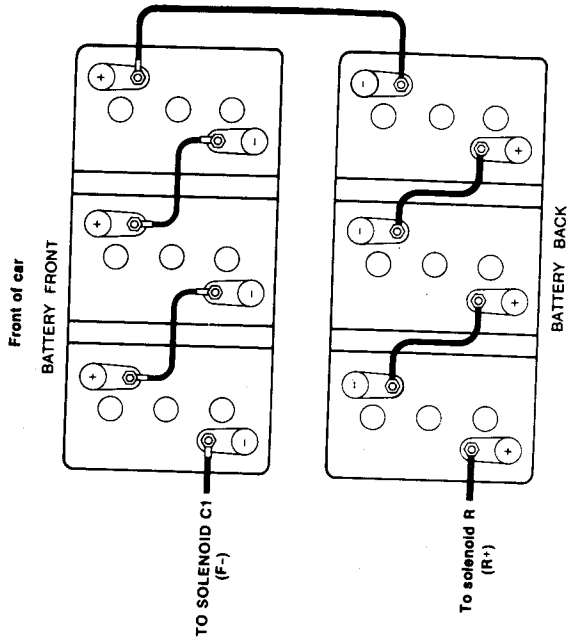 Front of car
BATTERY FRONT
+
-
+
-
+
-
TO SOLENOID C1
(F-)
-
+
-
+
-
+
To solenoid R
(R+)
BATTERY BACK